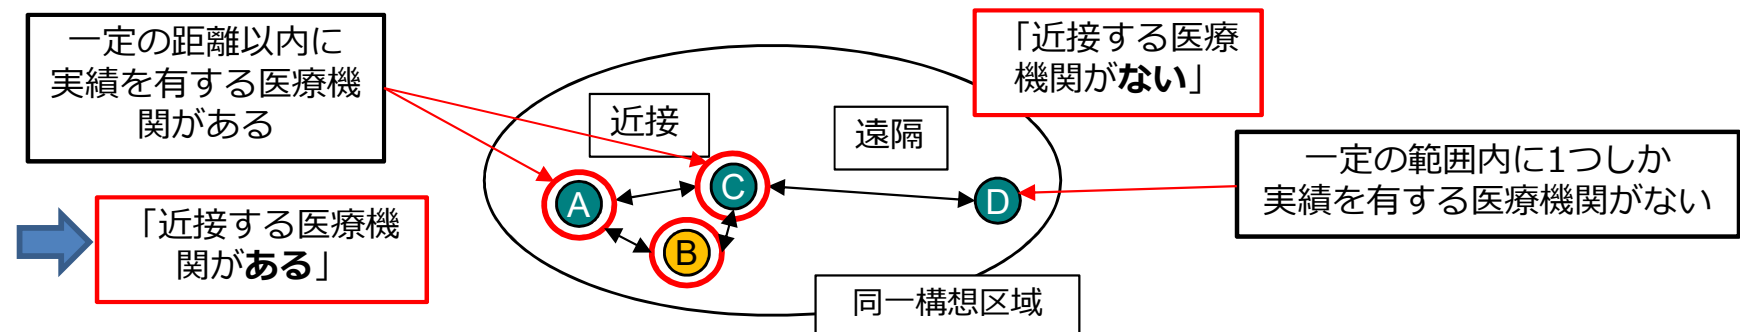 一定の距離以内に
実績を有する医療機
関がある
「近接する医療機
関がある」
近接
遠隔
A
B
C
D
同一構想区域
「近接する医療
機関がない」
一定の範囲内に1つしか
実績を有する医療機関がない